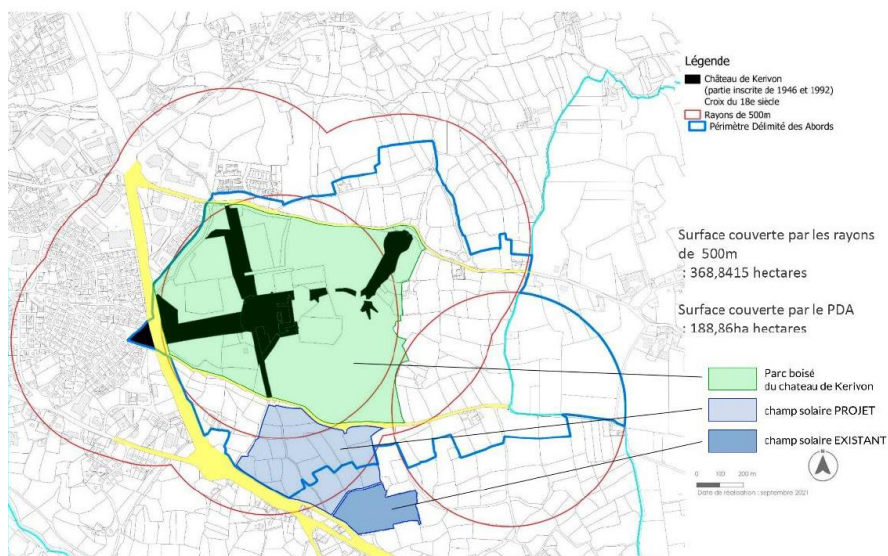 Légende
Château de Kerivon
(partie inscrite de 1946 et 1992)
Croix du 18e siècle
Rayons de 500m
Périmètre Délimité des Abords
Surface couverte par les rayons
de 500m
: 368,8415 hectares
Surface couverte par le PDA
: 188,86ha hectares
Parc boisé
du chateau de Kerivon
champ solaire PROJET
champ solaire EXISTANT
0 100 200 m
Date de réalisation : septembre 2021